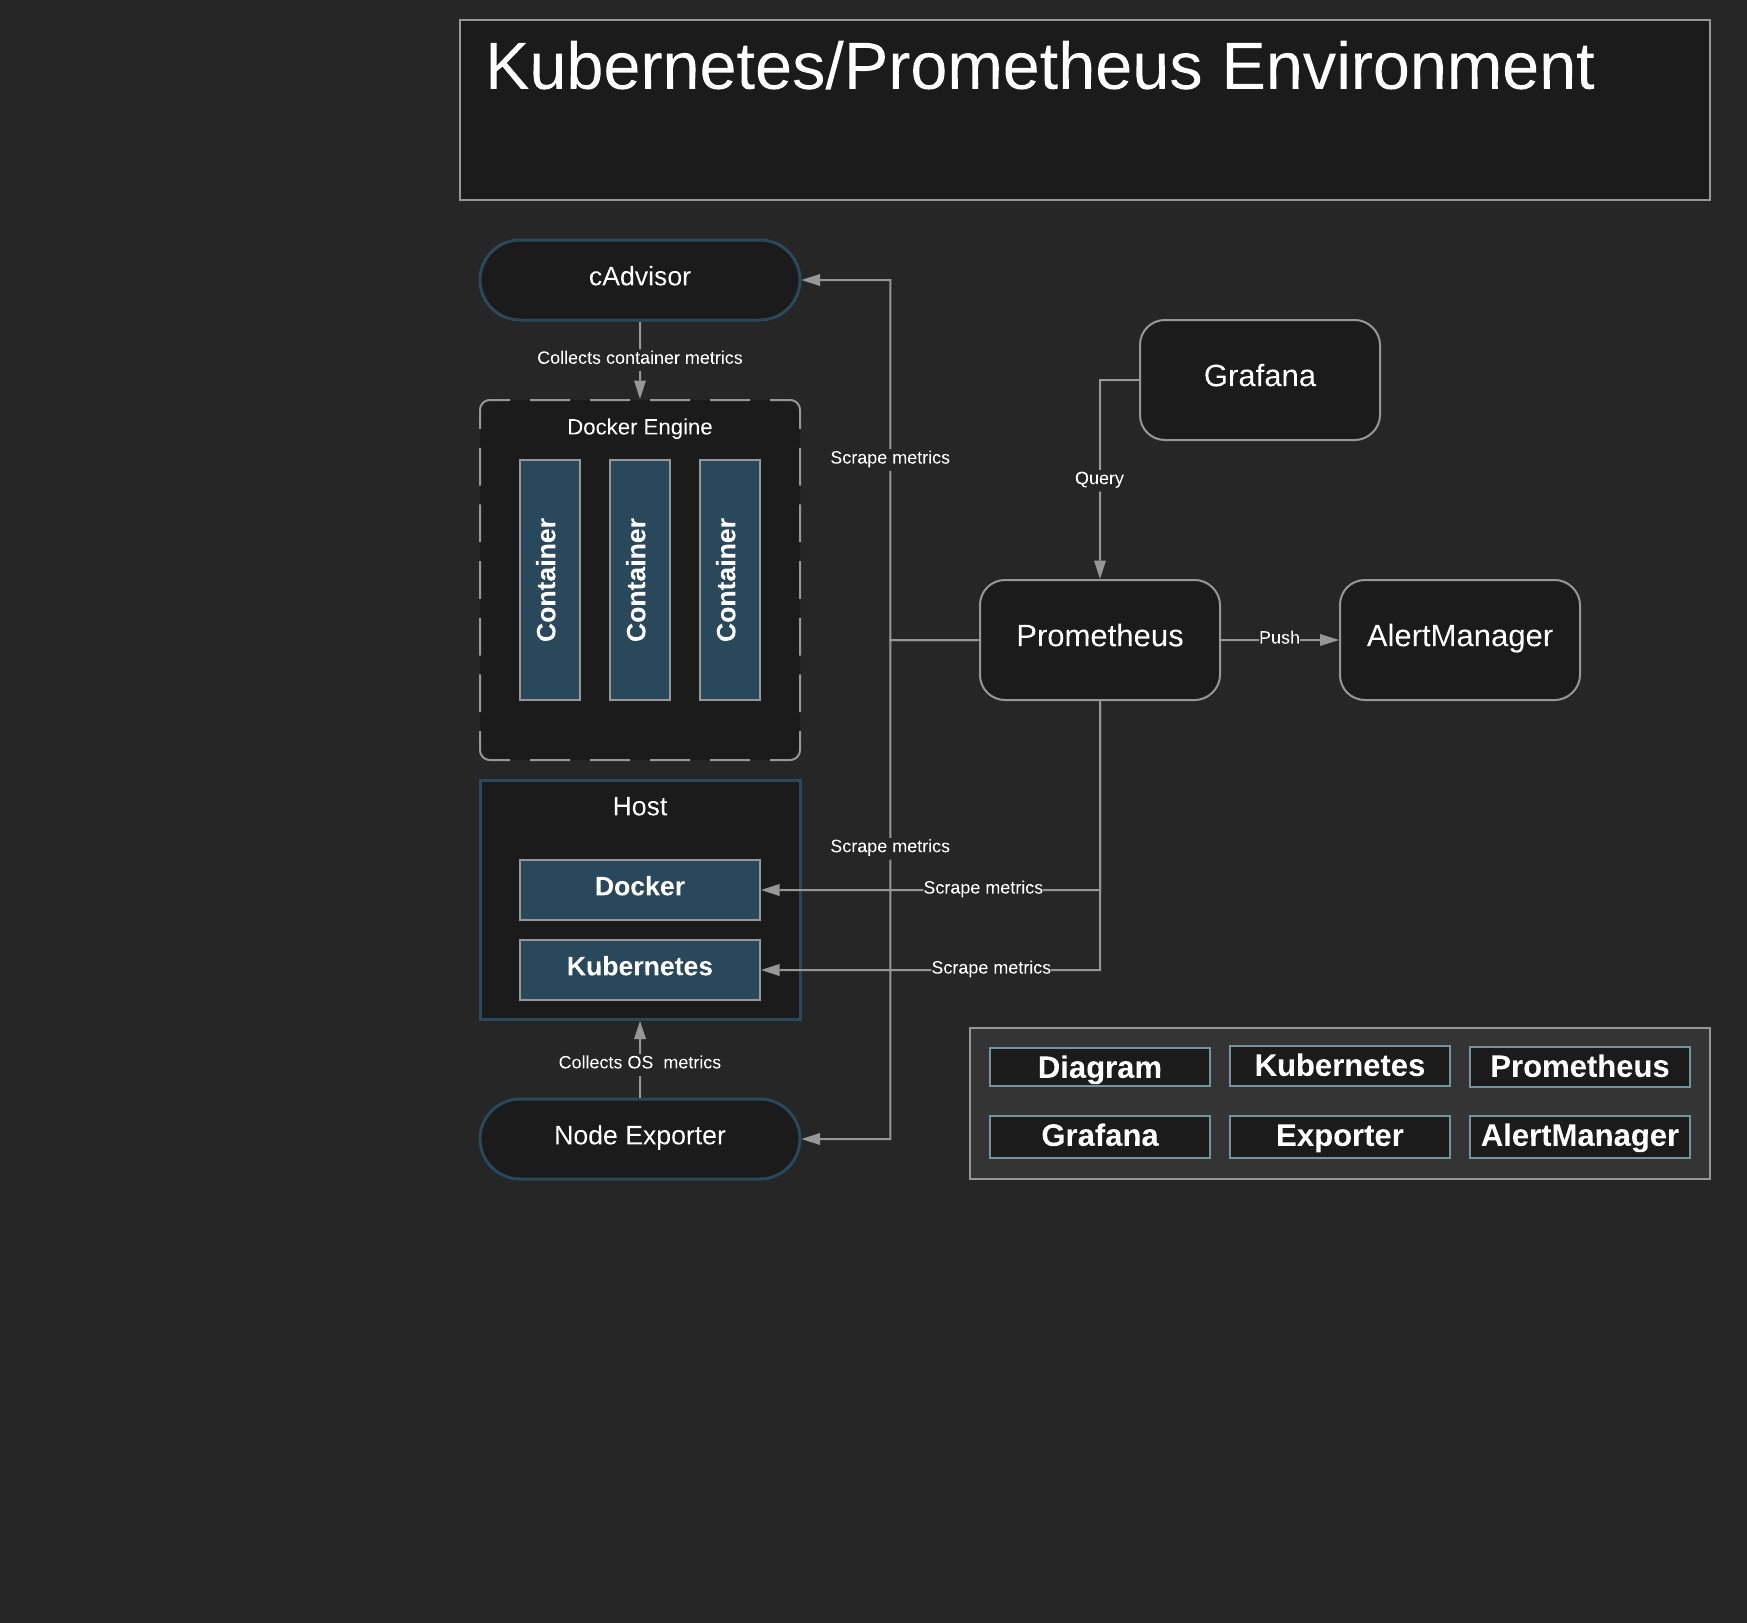 Kubernetes/Prometheus Environment
cAdvisor
Collects container metrics
Docker Engine
Container
Container
Container
Scrape metrics
Grafana
Query
Prometheus
Push
AlertManager
Host
Docker
Kubernetes
Scrape metrics
Scrape metrics
Scrape metrics
Collects OS  metrics
Node Exporter
Diagram
Kubernetes
Prometheus
Grafana
Exporter
AlertManager